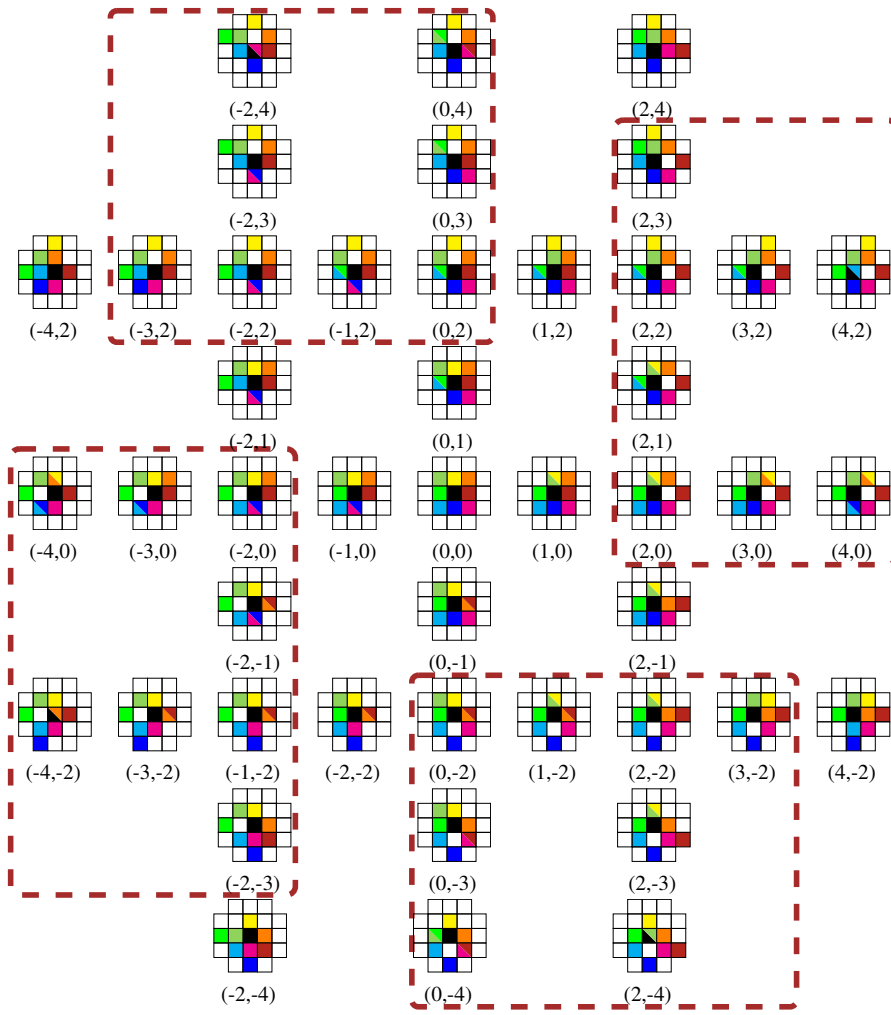 (-2,4) (0,4) (2,4)
(-2,3) (0,3) (2,3)
(-4,2) (-3,2) (-2,2) (-1,2) (0,2) (1,2) (2,2) (3,2) (4,2)
(-2,1) (0,1) (2,1)
(-4,0) (-3,0) (-2,0) (-1,0) (0,0) (1,0) (2,0) (3,0) (4,0)
(-2,-1) (0,-1) (2,-1)
(-4,-2) (-3,-2) (-1,-2) (-2,-2) (0,-2) (1,-2) (2,-2) (3,-2) (4,-2)
(-2,-3) (0,-3) (2,-3)
(-2,-4) (0,-4) (2,-4)